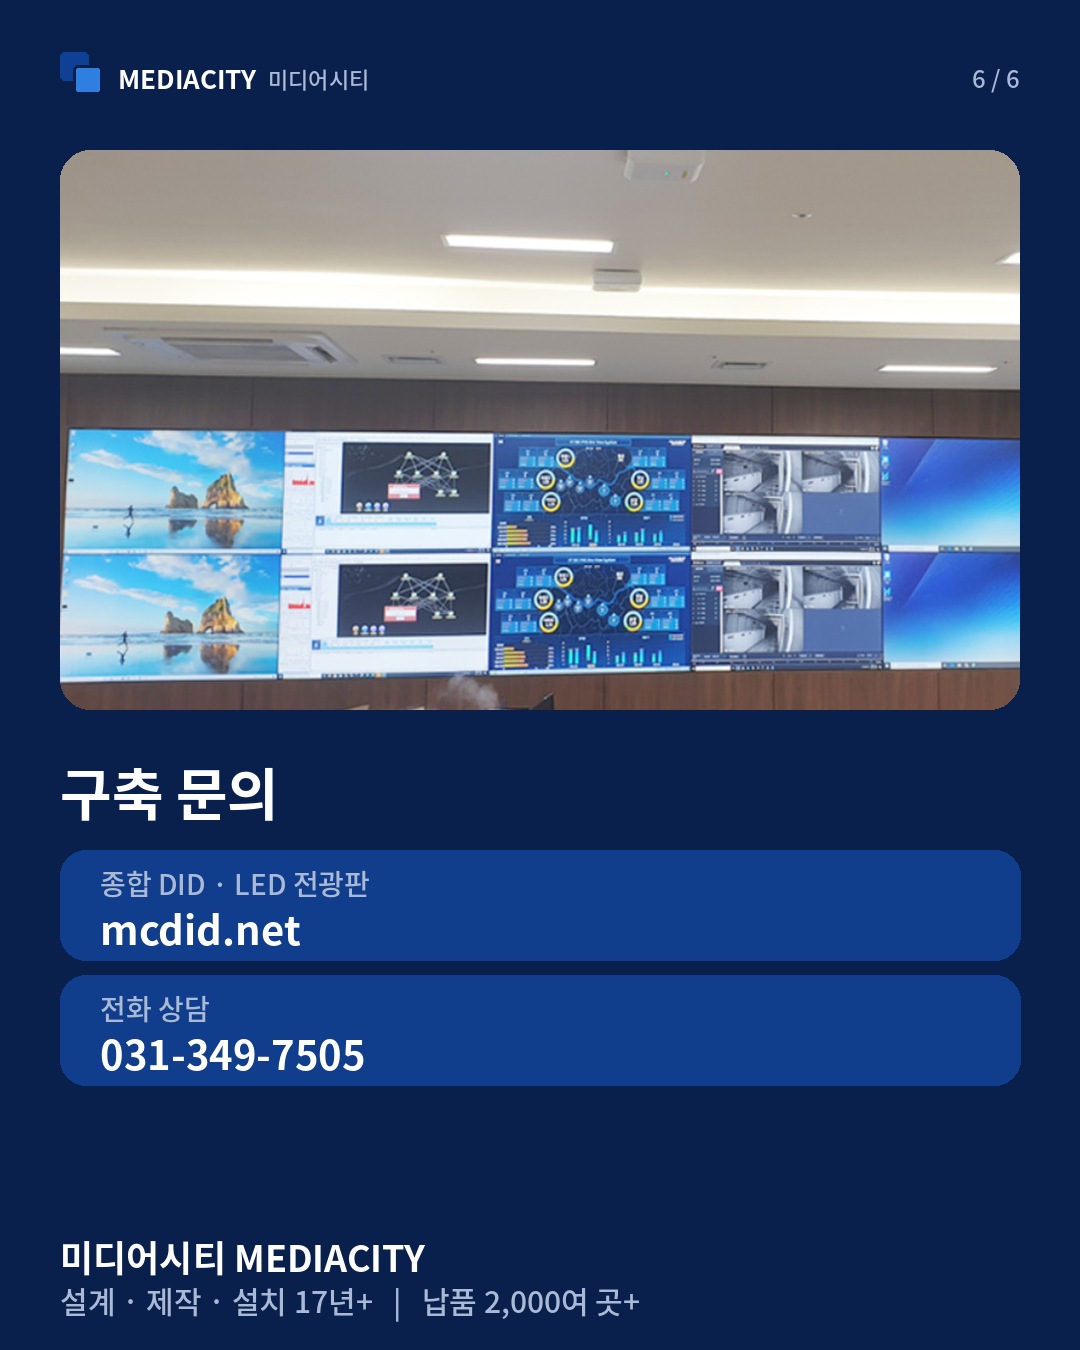 MEDIACITY 미디어시티
6 / 6
구축 문의
종합 DID · LED 전광판
mcdid.net
전화 상담
031-349-7505
미디어시티 MEDIACITY
설계 · 제작 · 설치 17년+ | 납품 2,000여 곳+